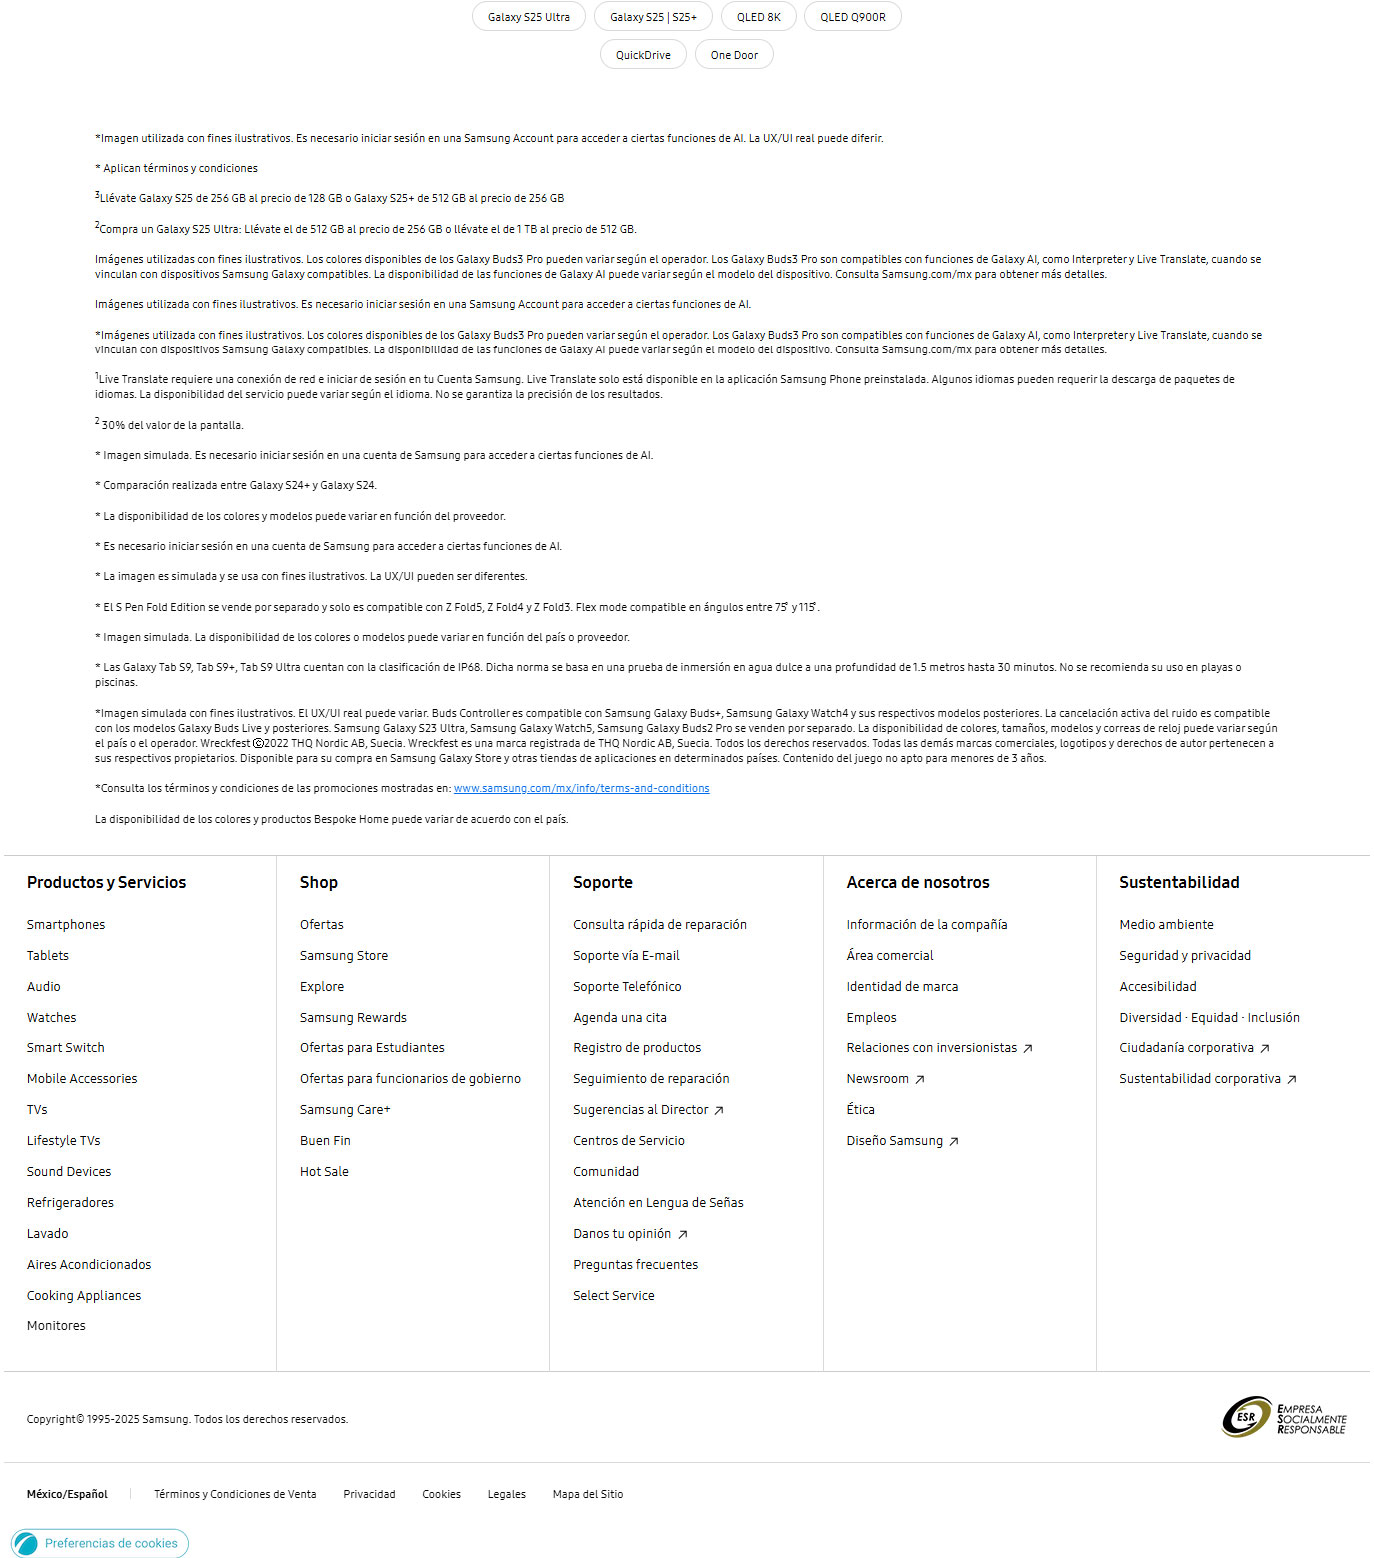 Galaxy S25 Ultra
Galaxy S25 | S25+
QLED 8K
QLED Q900R
QuickDrive
One Door
*Imagen utilizada con fines ilustrativos. Es necesario iniciar sesión en una Samsung Account para acceder a ciertas funciones de AI. La UX/UI real puede diferir.
* Aplican términos y condiciones
3Llévate Galaxy S25 de 256 GB al precio de 128 GB o Galaxy S25+ de 512 GB al precio de 256 GB
2Compra un Galaxy S25 Ultra: Llévate el de 512 GB al precio de 256 GB o llévate el de 1 TB al precio de 512 GB.
Imágenes utilizadas con fines ilustrativos. Los colores disponibles de los Galaxy Buds3 Pro pueden variar según el operador. Los Galaxy Buds3 Pro son compatibles con funciones de Galaxy AI, como Interpreter y Live Translate, cuando se
vinculan con dispositivos Samsung Galaxy compatibles. La disponibilidad de las funciones de Galaxy AI puede variar según el modelo del dispositivo. Consulta Samsung.com/mx para obtener más detalles.
Imágenes utilizada con fines ilustrativos. Es necesario iniciar sesión en una Samsung Account para acceder a ciertas funciones de AI.
*Imágenes utilizada con fines ilustrativos. Los colores disponibles de los Galaxy Buds3 Pro pueden variar según el operador. Los Galaxy Buds3 Pro son compatibles con funciones de Galaxy AI, como Interpreter y Live Translate, cuando se
vinculan con dispositivos Samsung Galaxy compatibles. La disponibilidad de las funciones de Galaxy AI puede variar según el modelo del dispositivo. Consulta Samsung.com/mx para obtener más detalles.
1Live Translate requiere una conexión de red e iniciar de sesión en tu Cuenta Samsung. Live Translate solo está disponible en la aplicación Samsung Phone preinstalada. Algunos idiomas pueden requerir la descarga de paquetes de
idiomas. La disponibilidad del servicio puede variar según el idioma. No se garantiza la precisión de los resultados.
2 30% del valor de la pantalla.
* Imagen simulada. Es necesario iniciar sesión en una cuenta de Samsung para acceder a ciertas funciones de AI.
* Comparación realizada entre Galaxy S24+ y Galaxy S24.
* La disponibilidad de los colores y modelos puede variar en función del proveedor.
* Es necesario iniciar sesión en una cuenta de Samsung para acceder a ciertas funciones de AI.
* La imagen es simulada y se usa con fines ilustrativos. La UX/UI pueden ser diferentes.
* El S Pen Fold Edition se vende por separado y solo es compatible con Z Fold5, Z Fold4 y Z Fold3. Flex mode compatible en ángulos entre 75˚ y 115˚.
* Imagen simulada. La disponibilidad de los colores o modelos puede variar en función del país o proveedor.
* Las Galaxy Tab S9, Tab S9+, Tab S9 Ultra cuentan con la clasificación de IP68. Dicha norma se basa en una prueba de inmersión en agua dulce a una profundidad de 1.5 metros hasta 30 minutos. No se recomienda su uso en playas o
piscinas.
*Imagen simulada con fines ilustrativos. El UX/UI real puede variar. Buds Controller es compatible con Samsung Galaxy Buds+, Samsung Galaxy Watch4 y sus respectivos modelos posteriores. La cancelación activa del ruido es compatible
con los modelos Galaxy Buds Live y posteriores. Samsung Galaxy S23 Ultra, Samsung Galaxy Watch5, Samsung Galaxy Buds2 Pro se venden por separado. La disponibilidad de colores, tamaños, modelos y correas de reloj puede variar según
el país o el operador. Wreckfest ⓒ2022 THQ Nordic AB, Suecia. Wreckfest es una marca registrada de THQ Nordic AB, Suecia. Todos los derechos reservados. Todas las demás marcas comerciales, logotipos y derechos de autor pertenecen a
sus respectivos propietarios. Disponible para su compra en Samsung Galaxy Store y otras tiendas de aplicaciones en determinados países. Contenido del juego no apto para menores de 3 años.
*Consulta los términos y condiciones de las promociones mostradas en: www.samsung.com/mx/info/terms-and-conditions
La disponibilidad de los colores y productos Bespoke Home puede variar de acuerdo con el país.
Productos y Servicios
Smartphones
Tablets
Audio
Watches
Smart Switch
Mobile Accessories
TVs
Lifestyle TVs
Sound Devices
Refrigeradores
Lavado
Aires Acondicionados
Cooking Appliances
Monitores
Shop
Ofertas
Samsung Store
Explore
Samsung Rewards
Ofertas para Estudiantes
Ofertas para funcionarios de gobierno
Samsung Care+
Buen Fin
Hot Sale
Soporte
Consulta rápida de reparación
Soporte vía E-mail
Soporte Telefónico
Agenda una cita
Registro de productos
Seguimiento de reparación
Sugerencias al Director
Centros de Servicio
Comunidad
Atención en Lengua de Señas
Danos tu opinión
Preguntas frecuentes
Select Service
Acerca de nosotros
Información de la compañía
Área comercial
Identidad de marca
Empleos
Relaciones con inversionistas
Newsroom
Ética
Diseño Samsung
Sustentabilidad
Medio ambiente
Seguridad y privacidad
Accesibilidad
Diversidad · Equidad · Inclusión
Ciudadanía corporativa
Sustentabilidad corporativa
Copyright© 1995-2025 Samsung. Todos los derechos reservados.
ESR
EMPRESA
SOCIALMENTE
RESPONSABLE
México/Español
Términos y Condiciones de Venta
Privacidad
Cookies
Legales
Mapa del Sitio
Preferencias de cookies